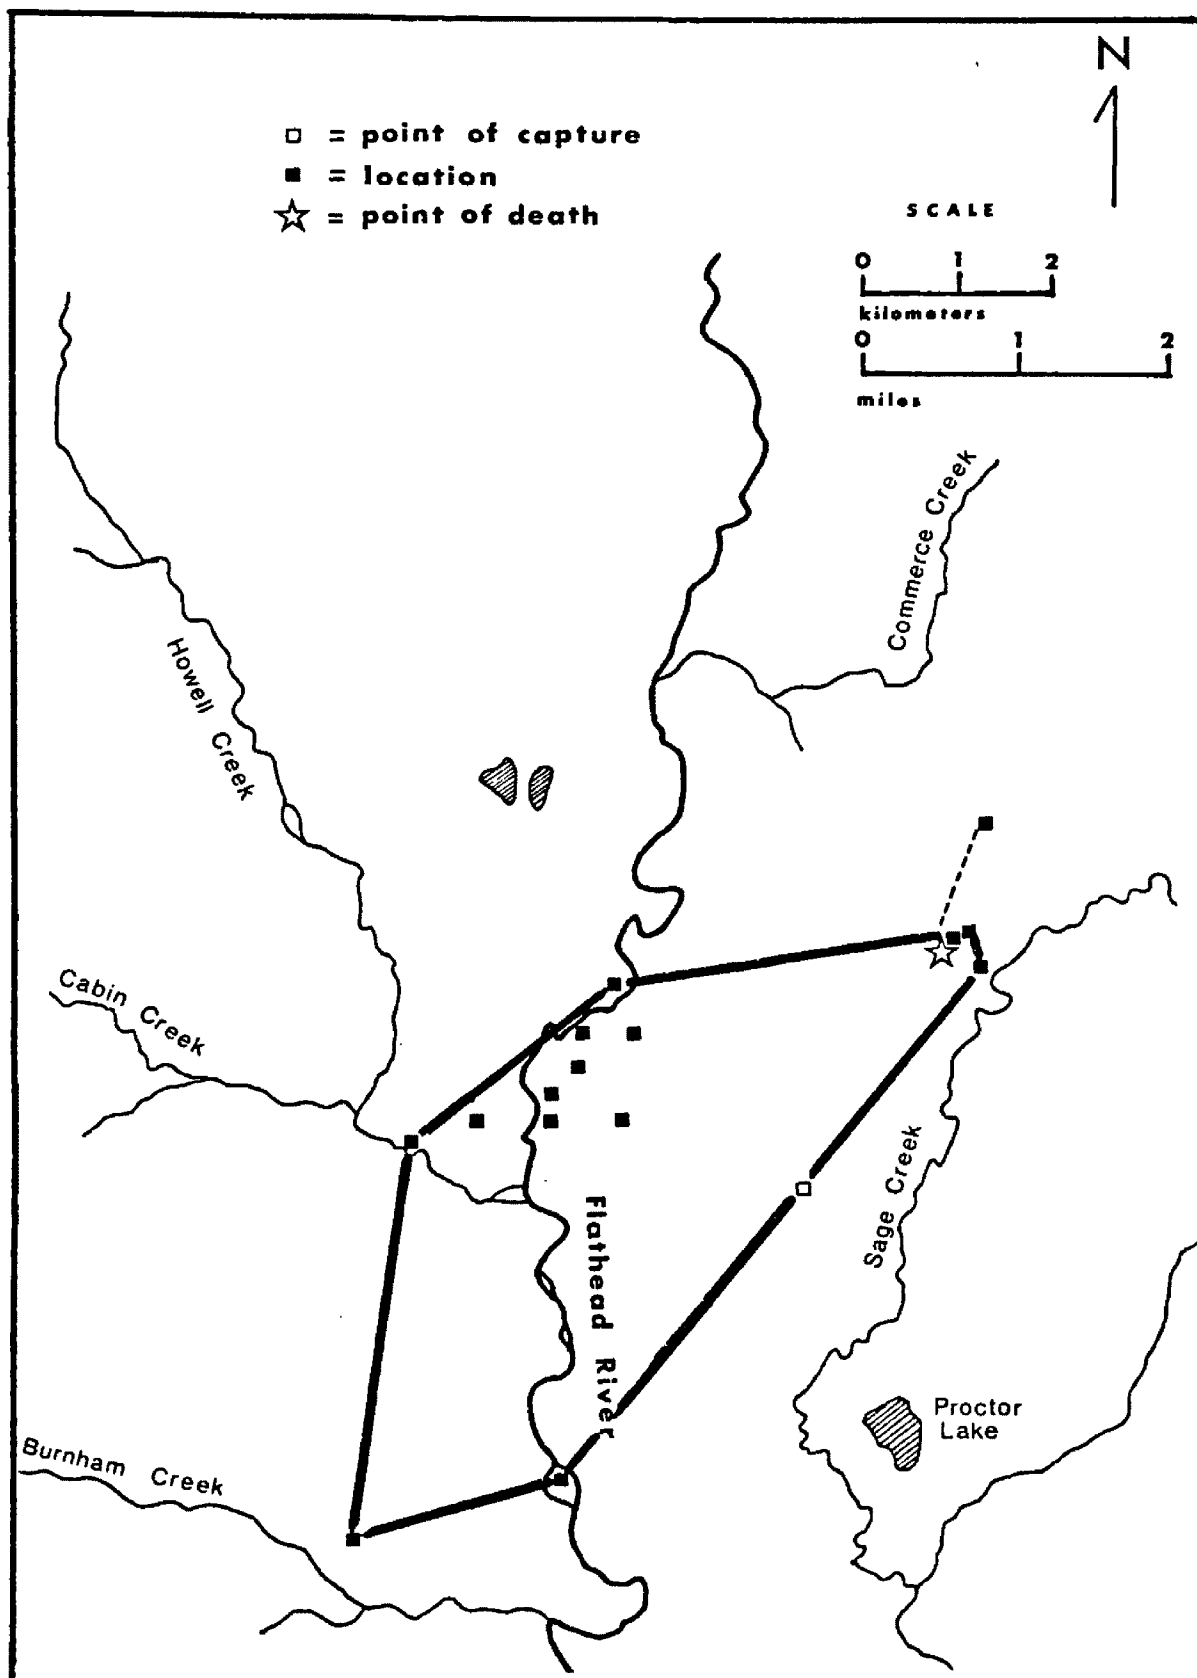 N
□ = point of capture
■ = location
☆ = point of death
SCALE
0 1 2
kilometers
0 1 2
miles
Commerce Creek
Howell Creek
Cabin Creek
Sage Creek
Flathead River
Proctor
Lake
Burnham Creek